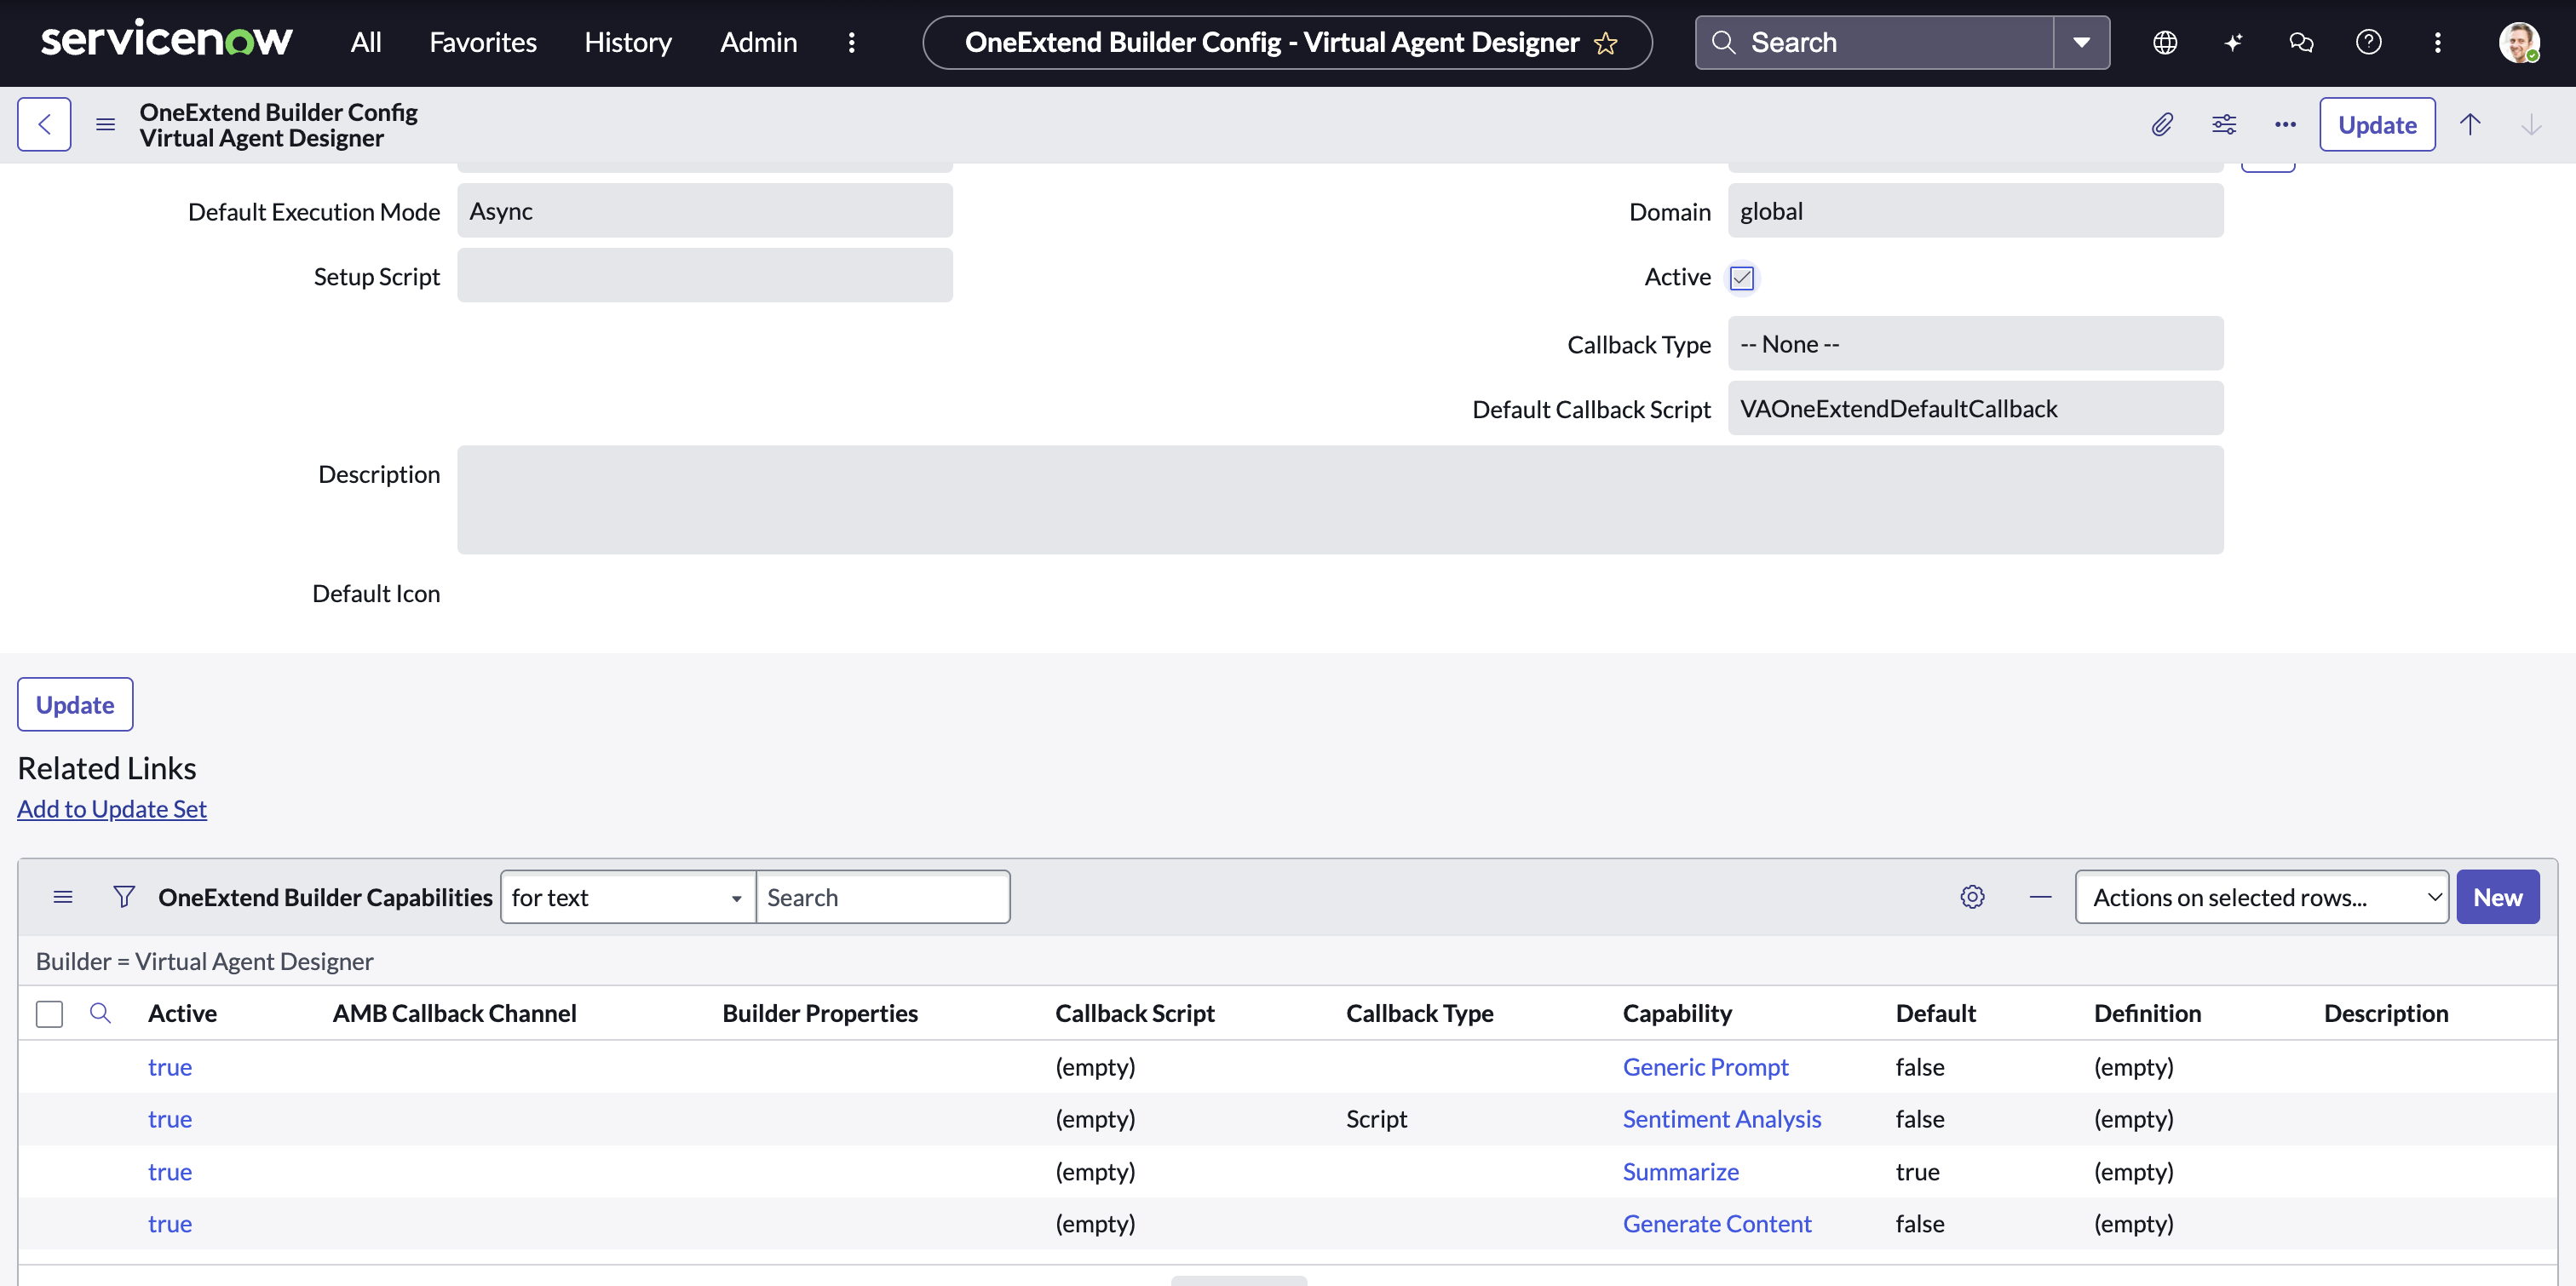 servicenow All Favorites History Admin OneExtend Builder Config - Virtual Agent Designer Search
OneExtend Builder Config
Virtual Agent Designer
Update
Default Execution Mode Async Domain global
Setup Script Active
Callback Type -- None --
Default Callback Script VAOneExtendDefaultCallback
Description
Default Icon
Update
Related Links
Add to Update Set
OneExtend Builder Capabilities for text Search Actions on selected rows... New
Builder = Virtual Agent Designer
Active AMB Callback Channel Builder Properties Callback Script Callback Type Capability Default Definition Description
true (empty) Generic Prompt false (empty)
true (empty) Script Sentiment Analysis false (empty)
true (empty) Summarize true (empty)
true (empty) Generate Content false (empty)